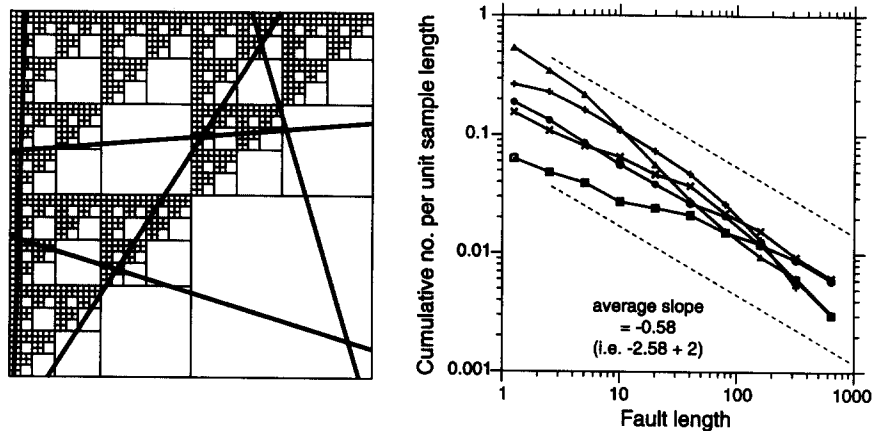 Cumulative no. per unit sample length
1
0.1
0.01
0.001
average slope
= -0.58
(i.e. -2.58 + 2)
1
10
100
1000
Fault length